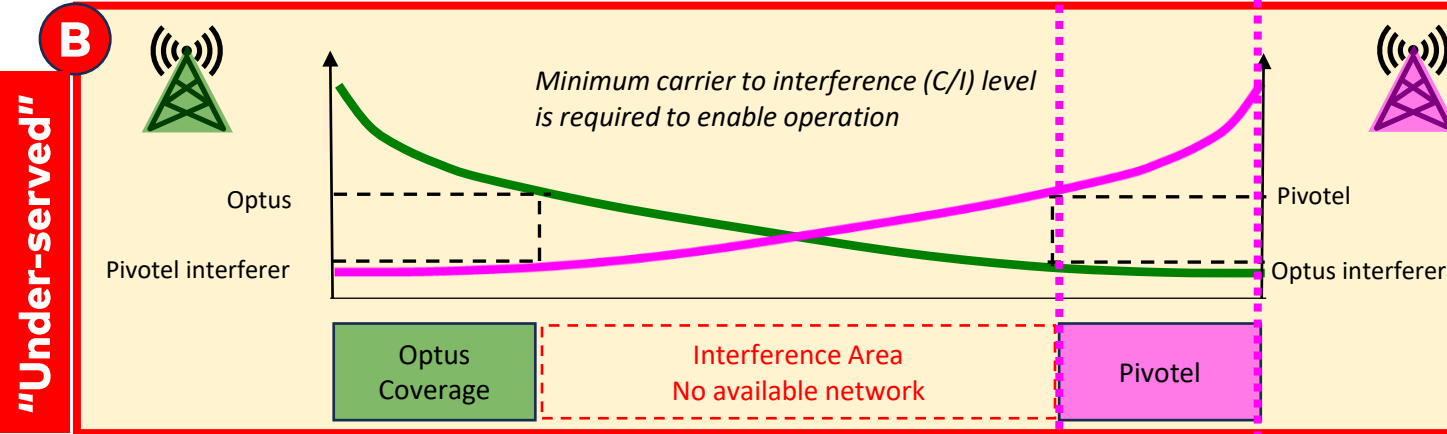 B
"Under-served"
Minimum carrier to interference (C/I) level
is required to enable operation
Optus
Pivotel interferer
Pivotel
Optus interferer
Optus
Coverage
Interference Area
No available network
Pivotel